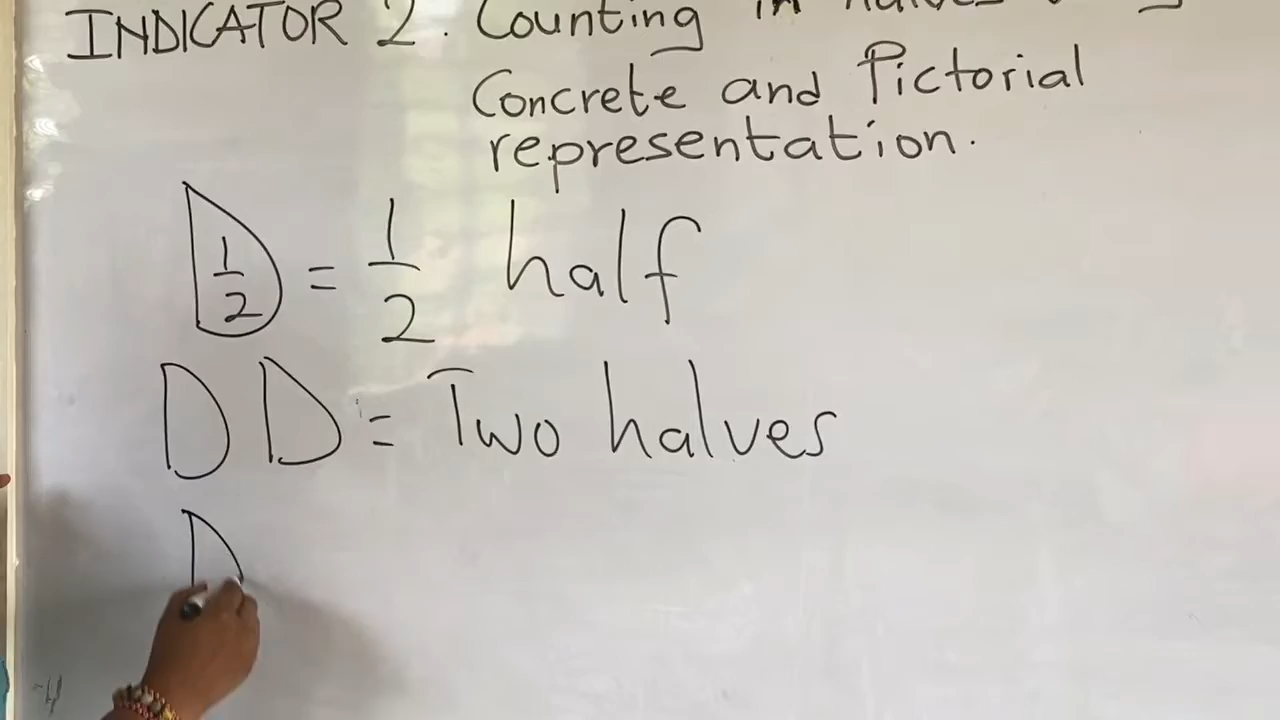 INDICATOR 2. Counting in halves
Concrete and Pictorial
representation.
1/2 = 1/2 half
= Two halves